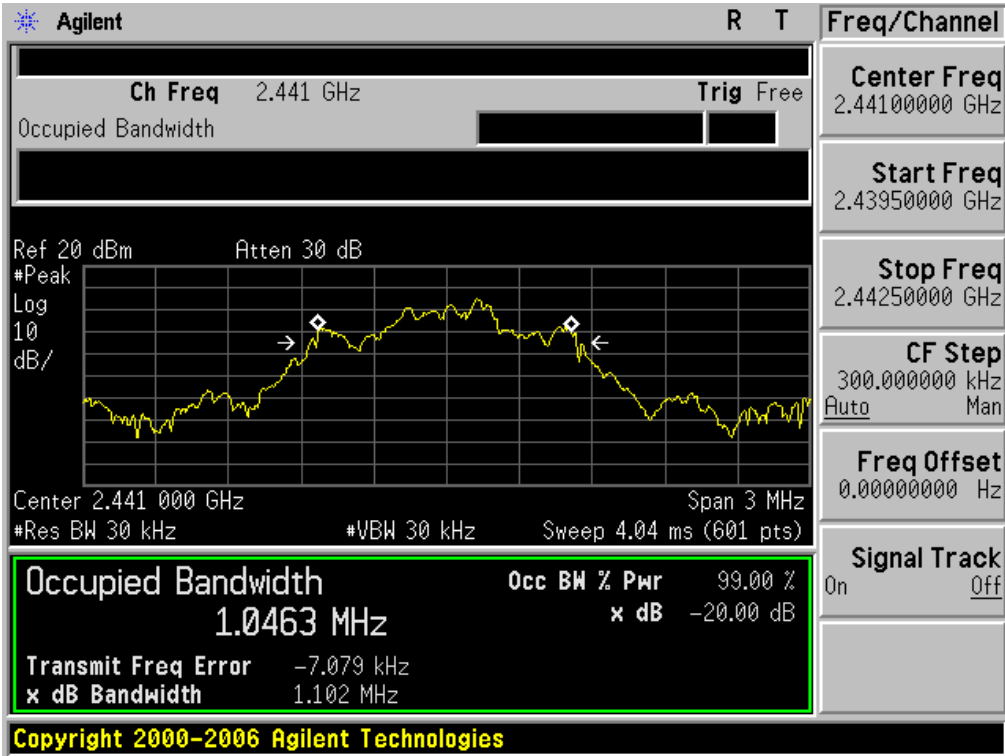 Agilent R T
Ch Freq 2.441 GHz Trig Free
Occupied Bandwidth
Ref 20 dBm Atten 30 dB
#Peak
Log
10
dB/
Center 2.441 000 GHz Span 3 MHz
#Res BW 30 kHz #VBW 30 kHz Sweep 4.04 ms (601 pts)
Occupied Bandwidth
1.0463 MHz
Occ BW % Pwr 99.00 %
x dB -20.00 dB
Transmit Freq Error -7.079 kHz
x dB Bandwidth 1.102 MHz
Copyright 2000-2006 Agilent Technologies
Freq/Channel
Center Freq
2.44100000 GHz
Start Freq
2.43950000 GHz
Stop Freq
2.44250000 GHz
CF Step
300.000000 kHz
Auto Man
Freq Offset
0.00000000 Hz
Signal Track
On Off